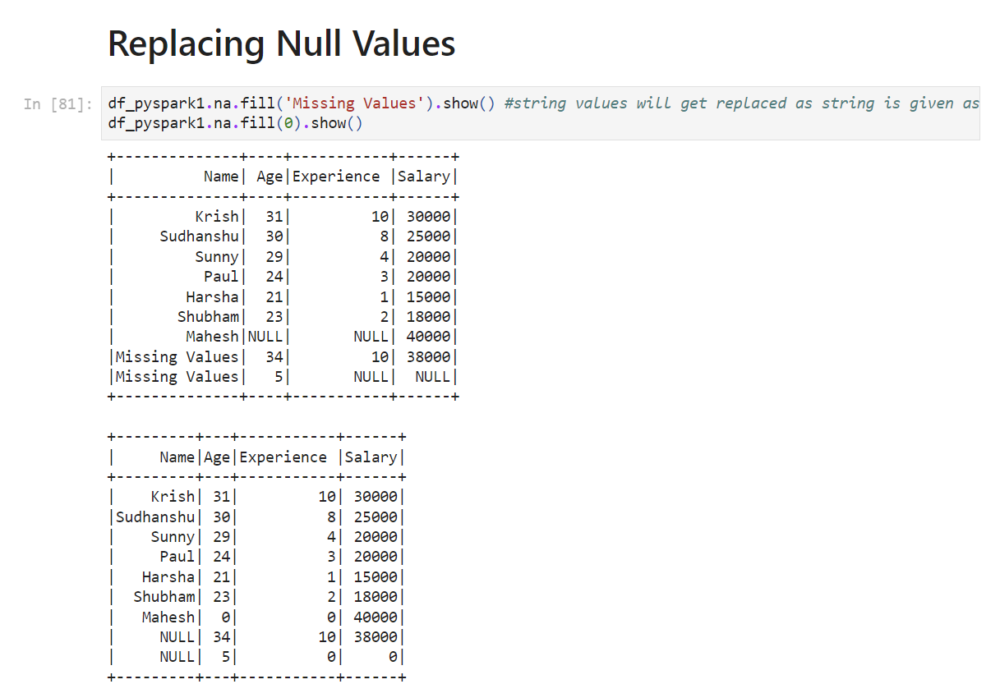 Replacing Null Values
In [81]: df_pyspark1.na.fill('Missing Values').show() #string values will get replaced as string is given as
df_pyspark1.na.fill(0).show()
+--------------+----+-----------+------+
|          Name| Age|Experience |Salary|
+--------------+----+-----------+------+
|         Krish|  31|         10| 30000|
|     Sudhanshu|  30|          8| 25000|
|         Sunny|  29|          4| 20000|
|          Paul|  24|          3| 20000|
|        Harsha|  21|          1| 15000|
|       Shubham|  23|          2| 18000|
|        Mahesh|NULL|       NULL| 40000|
|Missing Values|  34|         10| 38000|
|Missing Values|   5|       NULL|  NULL|
+--------------+----+-----------+------+
+---------+---+-----------+------+
|     Name|Age|Experience |Salary|
+---------+---+-----------+------+
|    Krish| 31|         10| 30000|
|Sudhanshu| 30|          8| 25000|
|    Sunny| 29|          4| 20000|
|     Paul| 24|          3| 20000|
|   Harsha| 21|          1| 15000|
|  Shubham| 23|          2| 18000|
|   Mahesh|  0|          0| 40000|
|     NULL| 34|         10| 38000|
|     NULL|  5|          0|     0|
+---------+---+-----------+------+